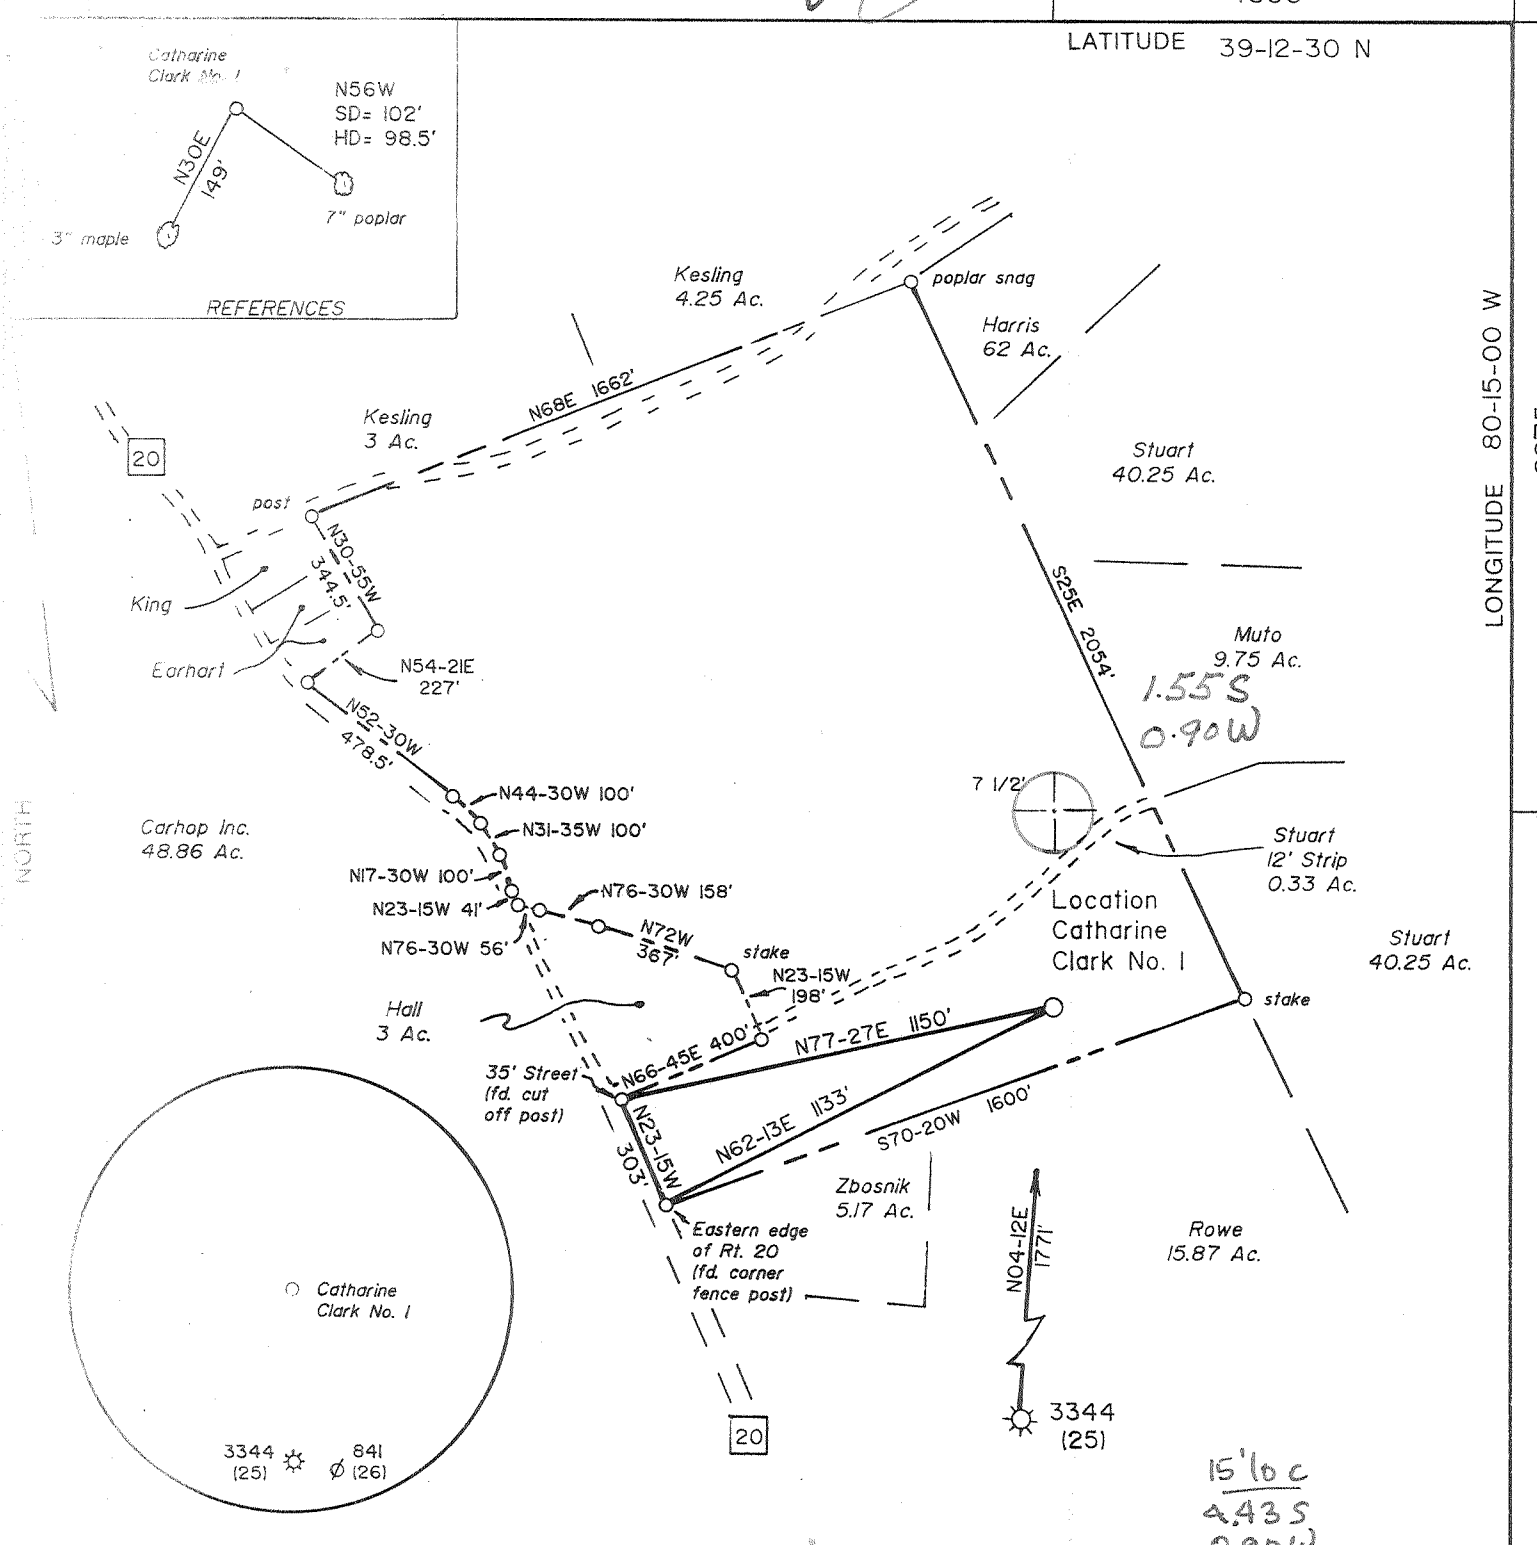 LATITUDE 39-12-30 N
Catharine
Clark No. 1
N56W
SD= 102'
HD= 98.5'
N30E
149'
7" poplar
3" maple
REFERENCES
Kesling
4.25 Ac.
poplar snag
Harris
62 Ac.
LONGITUDE 80-15-00 W
N68E 1662'
Kesling
3 Ac.
20
Stuart
40.25 Ac.
post
N30-55W
344.5'
King
S25E 2054'
Earhart
N54-21E
227'
Muto
9.75 Ac.
1.55 S
0.90 W
N52-30W
478.5'
7 1/2'
N44-30W 100'
N31-35W 100'
NORTH
Carhop Inc.
48.86 Ac.
N17-30W 100'
N23-15W 41'
N76-30W 56'
N76-30W 158'
N72W
367'
stake
N23-15W
198'
Stuart
12' Strip
0.33 Ac.
Location
Catharine
Clark No. 1
Stuart
40.25 Ac.
stake
Hall
3 Ac.
N66-45E 400'
N77-27E 1150'
35' Street
(fd. cut
off post)
N23-15W
303'
N62-13E 1133'
S70-20W 1600'
Zbosnik
5.17 Ac.
Eastern edge
of Rt. 20
(fd. corner
fence post)
N04-12E
1771'
Rowe
15.87 Ac.
Catharine
Clark No. 1
3344
(25)
841
(26)
20
3344
(25)
15' loc
4.43 S